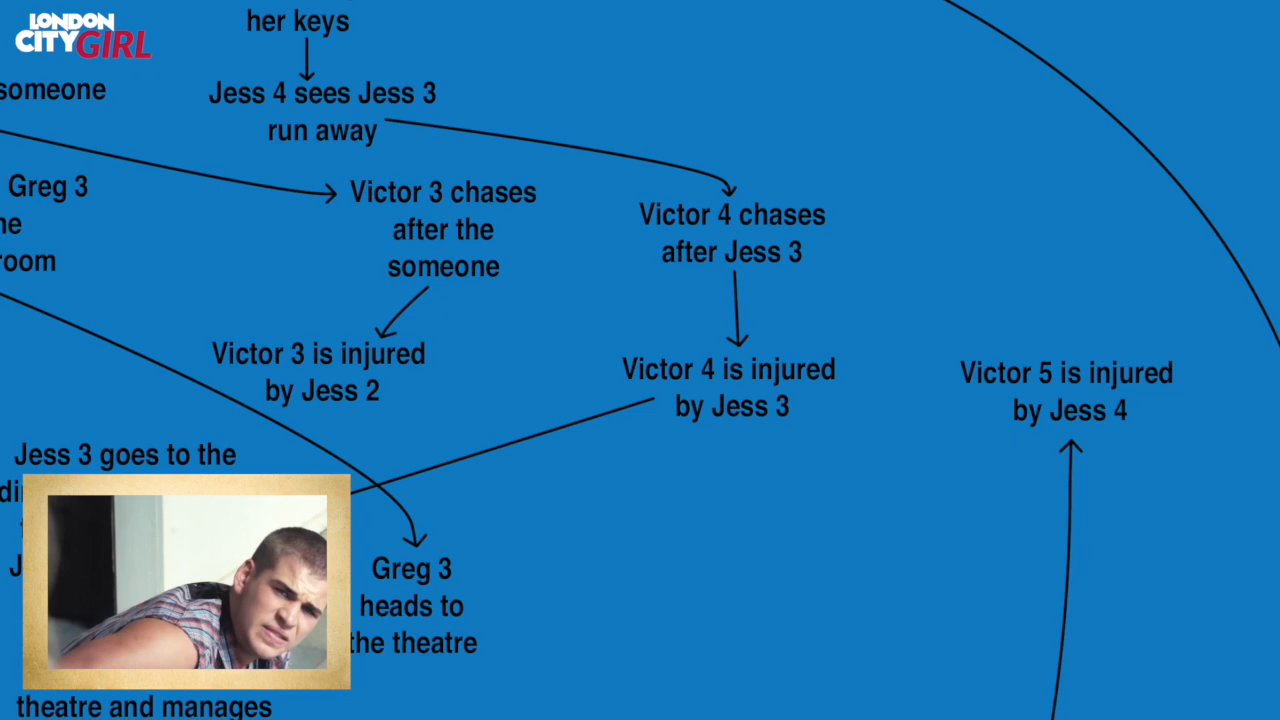 LONDON
CITY GIRL
her keys
someone
Jess 4 sees Jess 3
run away
Greg 3
room
Victor 3 chases
after the
someone
Victor 4 chases
after Jess 3
Victor 3 is injured
by Jess 2
Victor 4 is injured
by Jess 3
Victor 5 is injured
by Jess 4
Jess 3 goes to the
Greg 3
heads to
the theatre
theatre and manages